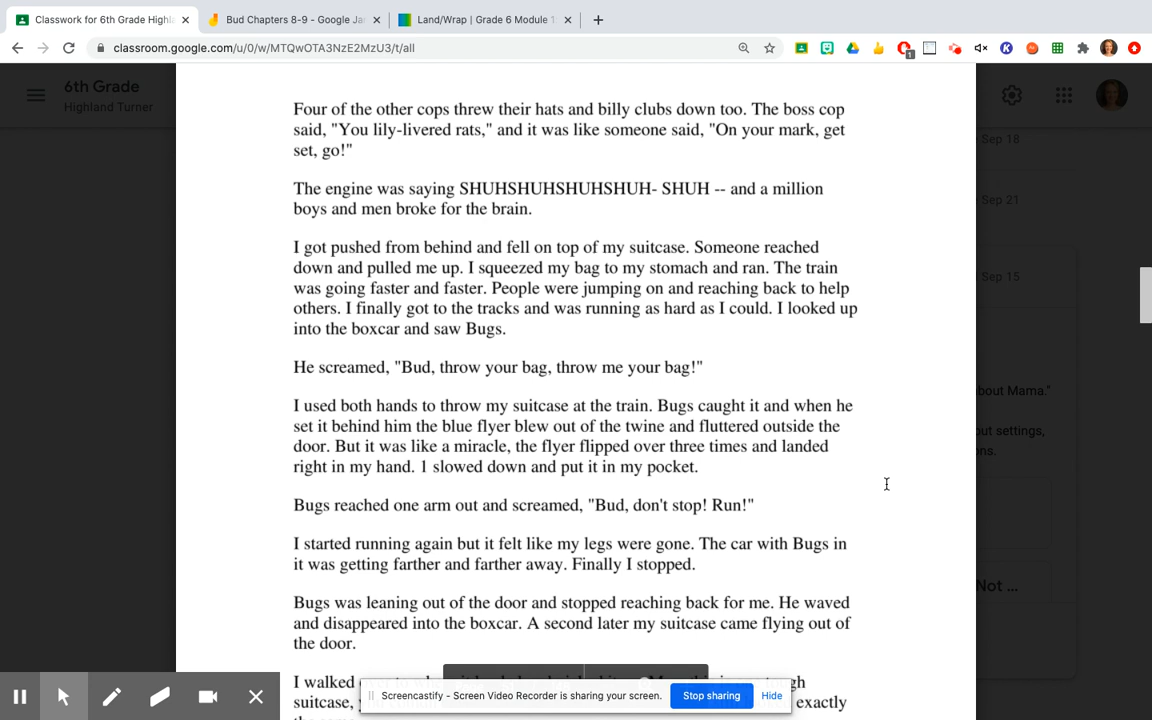 Classwork for 6th Grade Highla
Bud Chapters 8-9 - Google Ja
Land/Wrap | Grade 6 Module 1
classroom.google.com/u/0/w/MTQwOTA3NzE2MzU3/t/all
6th Grade
Highland Turner
Sep 18
Sep 21
Sep 15
bout Mama."
out settings,
ons.
Not ...
Four of the other cops threw their hats and billy clubs down too. The boss cop
said, "You lily-livered rats," and it was like someone said, "On your mark, get
set, go!"
The engine was saying SHUHSHUHSHUHSHUH- SHUH -- and a million
boys and men broke for the brain.
I got pushed from behind and fell on top of my suitcase. Someone reached
down and pulled me up. I squeezed my bag to my stomach and ran. The train
was going faster and faster. People were jumping on and reaching back to help
others. I finally got to the tracks and was running as hard as I could. I looked up
into the boxcar and saw Bugs.
He screamed, "Bud, throw your bag, throw me your bag!"
I used both hands to throw my suitcase at the train. Bugs caught it and when he
set it behind him the blue flyer blew out of the twine and fluttered outside the
door. But it was like a miracle, the flyer flipped over three times and landed
right in my hand. 1 slowed down and put it in my pocket.
Bugs reached one arm out and screamed, "Bud, don't stop! Run!"
I started running again but it felt like my legs were gone. The car with Bugs in
it was getting farther and farther away. Finally I stopped.
Bugs was leaning out of the door and stopped reaching back for me. He waved
and disappeared into the boxcar. A second later my suitcase came flying out of
the door.
I walked
suitcase, exactly
Screencastify - Screen Video Recorder is sharing your screen.
Stop sharing
Hide